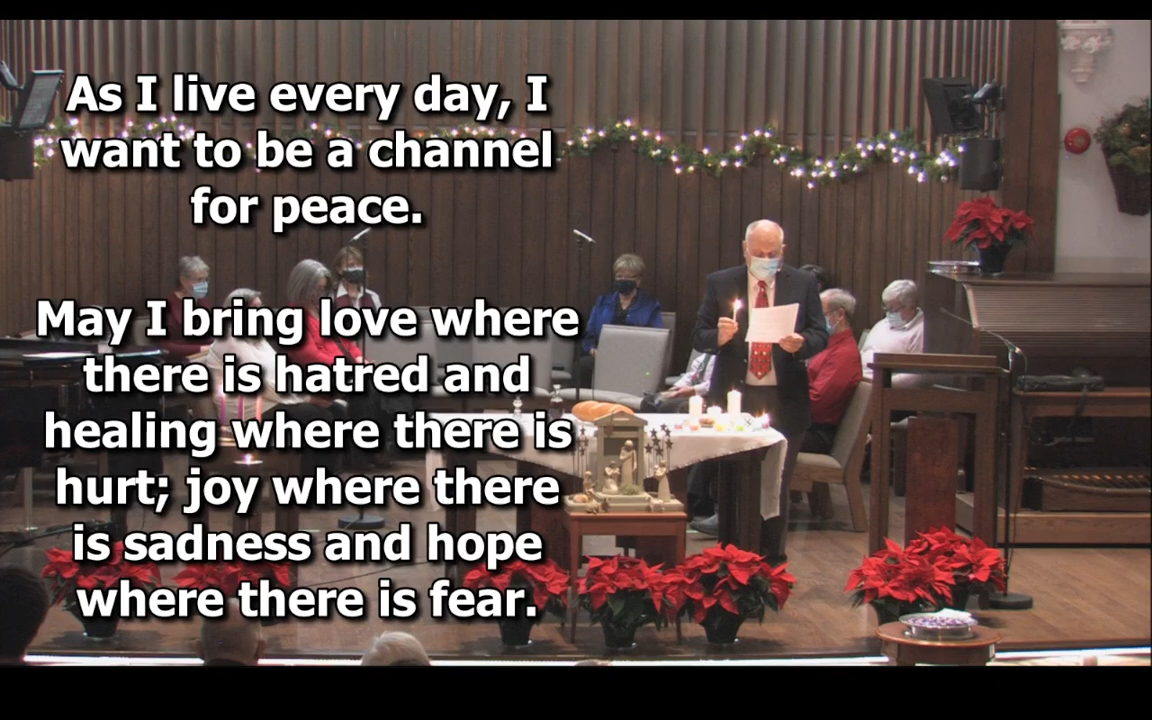 As I live every day, I
want to be a channel
for peace.
May I bring love where
there is hatred and
healing where there is
hurt; joy where there
is sadness and hope
where there is fear.